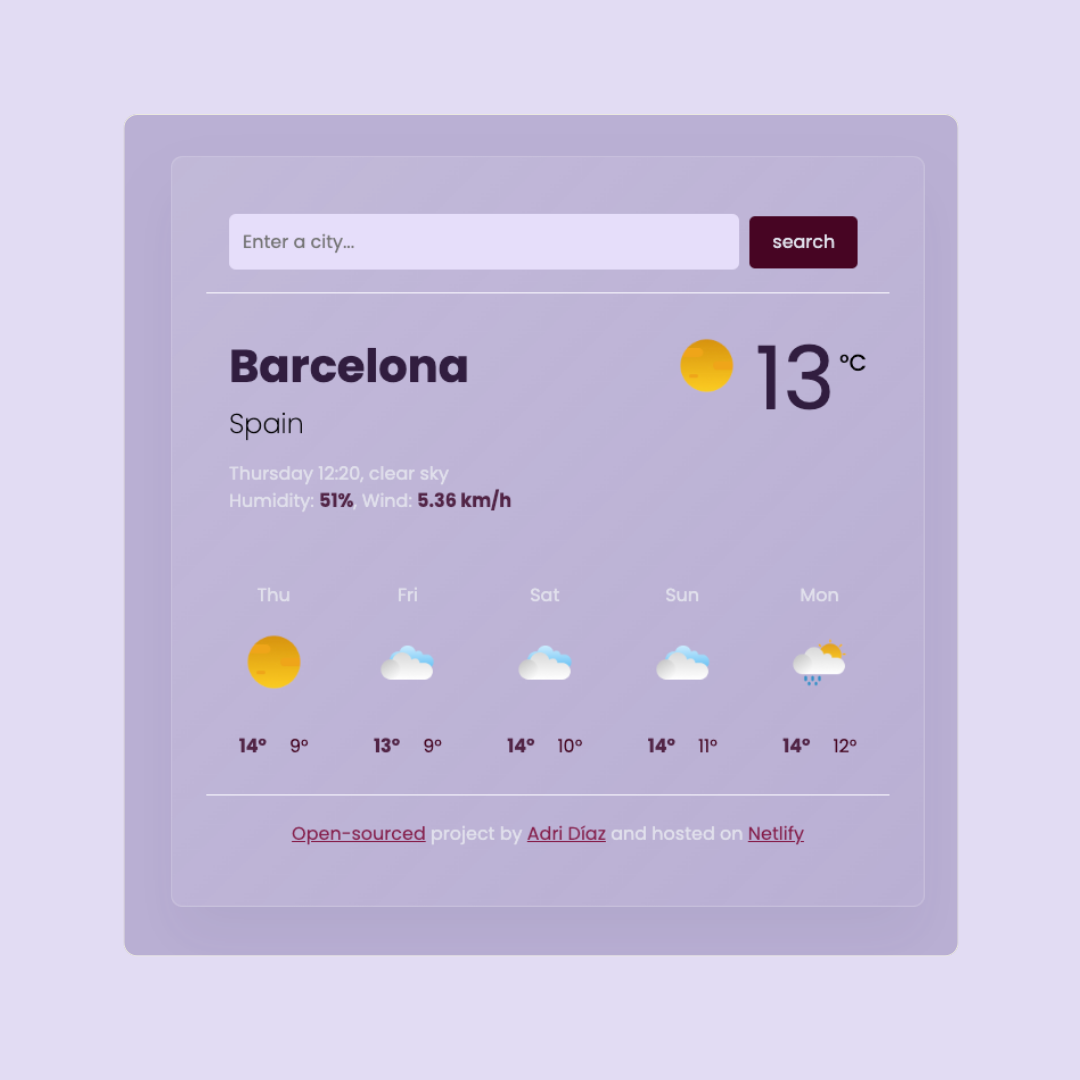 Enter a city...
search
Barcelona
13 °C
Spain
Thursday 12:20, clear sky
Humidity: 51%, Wind: 5.36 km/h
Thu Fri Sat Sun Mon
14° 9° 13° 9° 14° 10° 14° 11° 14° 12°
Open-sourced project by Adri Díaz and hosted on Netlify